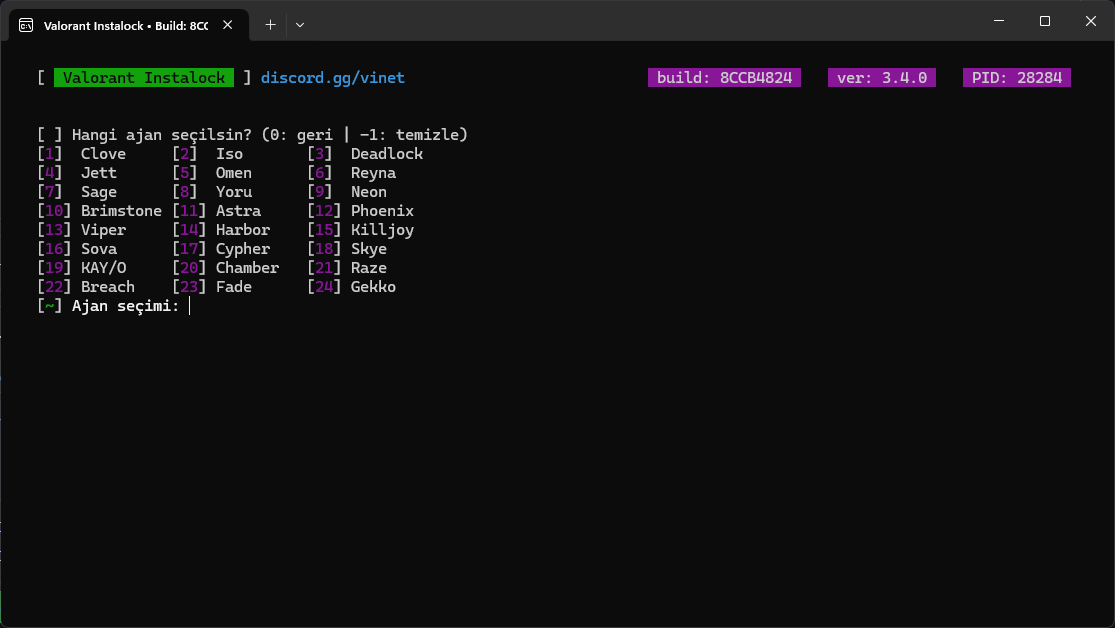 Valorant Instalock • Build: 8CC
[ Valorant Instalock ] discord.gg/vinet build: 8CCB4824 ver: 3.4.0 PID: 28284
[ ] Hangi ajan seçilsin? (0: geri | -1: temizle)
[1] Clove [2] Iso [3] Deadlock
[4] Jett [5] Omen [6] Reyna
[7] Sage [8] Yoru [9] Neon
[10] Brimstone [11] Astra [12] Phoenix
[13] Viper [14] Harbor [15] Killjoy
[16] Sova [17] Cypher [18] Skye
[19] KAY/O [20] Chamber [21] Raze
[22] Breach [23] Fade [24] Gekko
[~] Ajan seçimi: